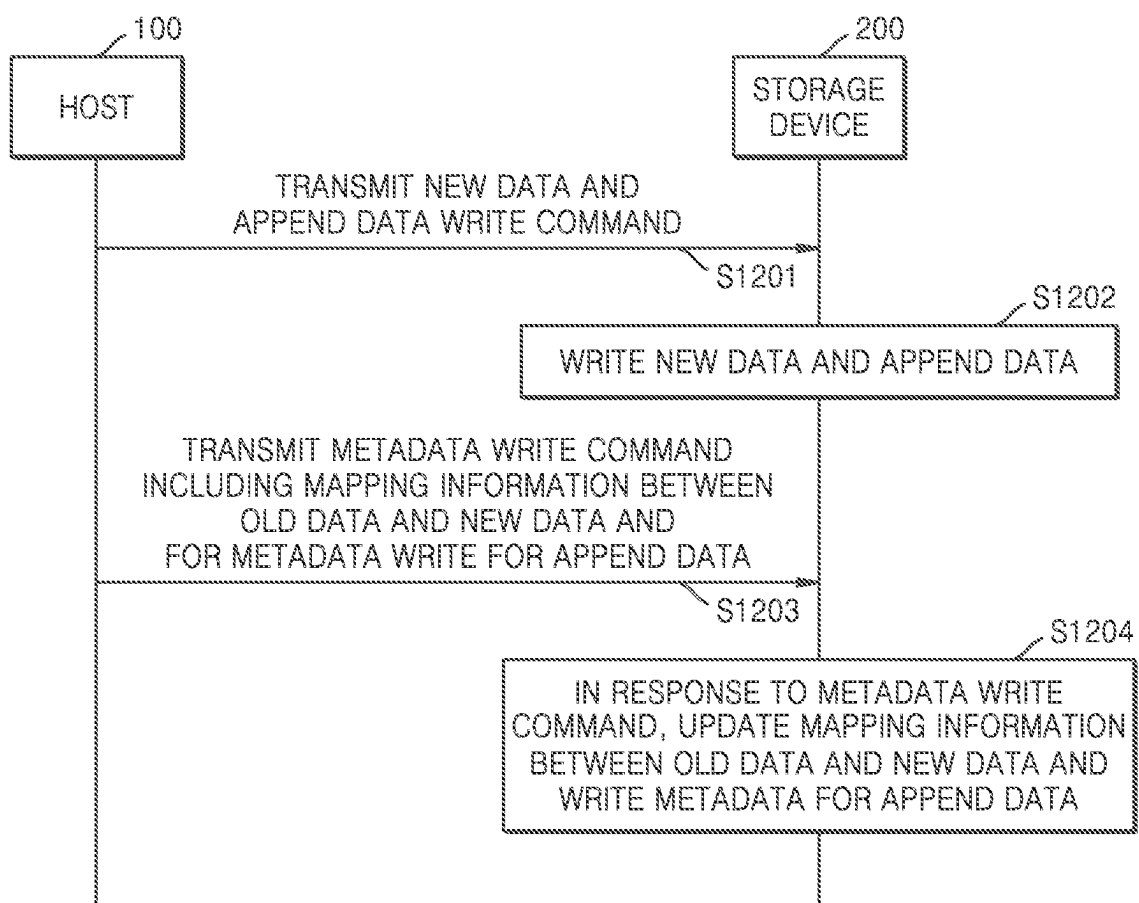 100
200
HOST
STORAGE
DEVICE
TRANSMIT NEW DATA AND
APPEND DATA WRITE COMMAND
S1201
S1202
WRITE NEW DATA AND APPEND DATA
TRANSMIT METADATA WRITE COMMAND
INCLUDING MAPPING INFORMATION BETWEEN
OLD DATA AND NEW DATA AND
FOR METADATA WRITE FOR APPEND DATA
S1203
S1204
IN RESPONSE TO METADATA WRITE
COMMAND, UPDATE MAPPING INFORMATION
BETWEEN OLD DATA AND NEW DATA AND
WRITE METADATA FOR APPEND DATA